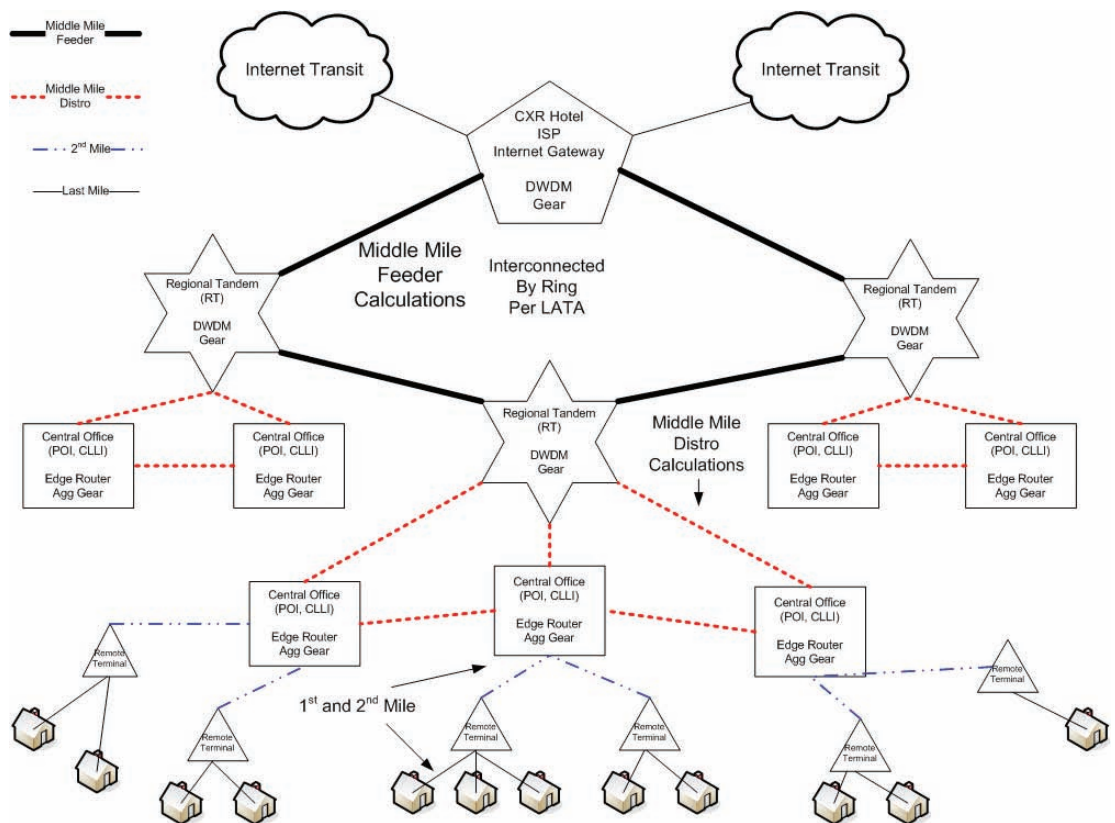 Middle Mile
Feeder
Middle Mile
Distro
2nd Mile
Last Mile
Internet Transit
Internet Transit
CXR Hotel
ISP
Internet Gateway
DWDM
Gear
Middle Mile
Feeder
Calculations
Interconnected
By Ring
Per LATA
Regional Tandem
(RT)
DWDM
Gear
Regional Tandem
(RT)
DWDM
Gear
Regional Tandem
(RT)
DWDM
Gear
Middle Mile
Distro
Calculations
Central Office
(POI, CLLI)
Edge Router
Agg Gear
Central Office
(POI, CLLI)
Edge Router
Agg Gear
Central Office
(POI, CLLI)
Edge Router
Agg Gear
Central Office
(POI, CLLI)
Edge Router
Agg Gear
Central Office
(POI, CLLI)
Edge Router
Agg Gear
Central Office
(POI, CLLI)
Edge Router
Agg Gear
Central Office
(POI, CLLI)
Edge Router
Agg Gear
Remote
Terminal
Remote
Terminal
1st and 2nd Mile
Remote
Terminal
Remote
Terminal
Remote
Terminal
Remote
Terminal